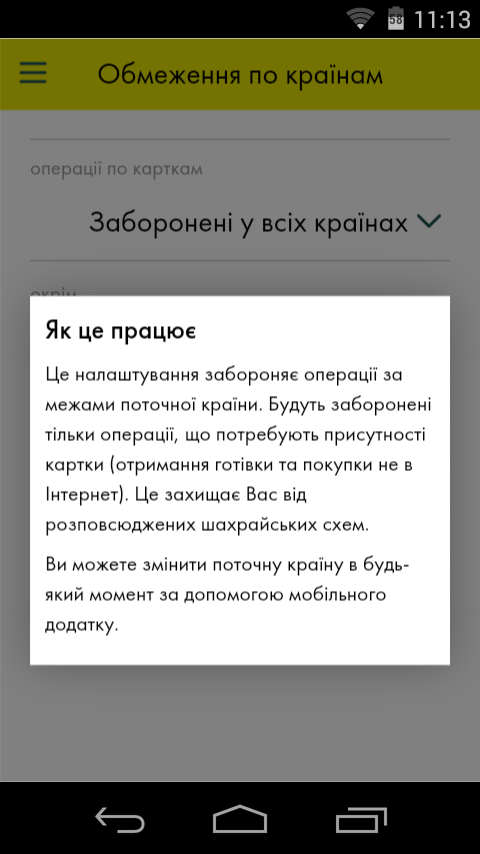 58 11:13
Обмеження по країнам
операції по карткам
Заборонені у всіх країнах
окрім
Як це працює
Це налаштування забороняє операції за
межами поточної країни. Будуть заборонені
тільки операції, що потребують присутності
картки (отримання готівки та покупки не в
Інтернет). Це захищає Вас від
розповсюджених шахрайських схем.
Ви можете змінити поточну країну в будь-
який момент за допомогою мобільного
додатку.